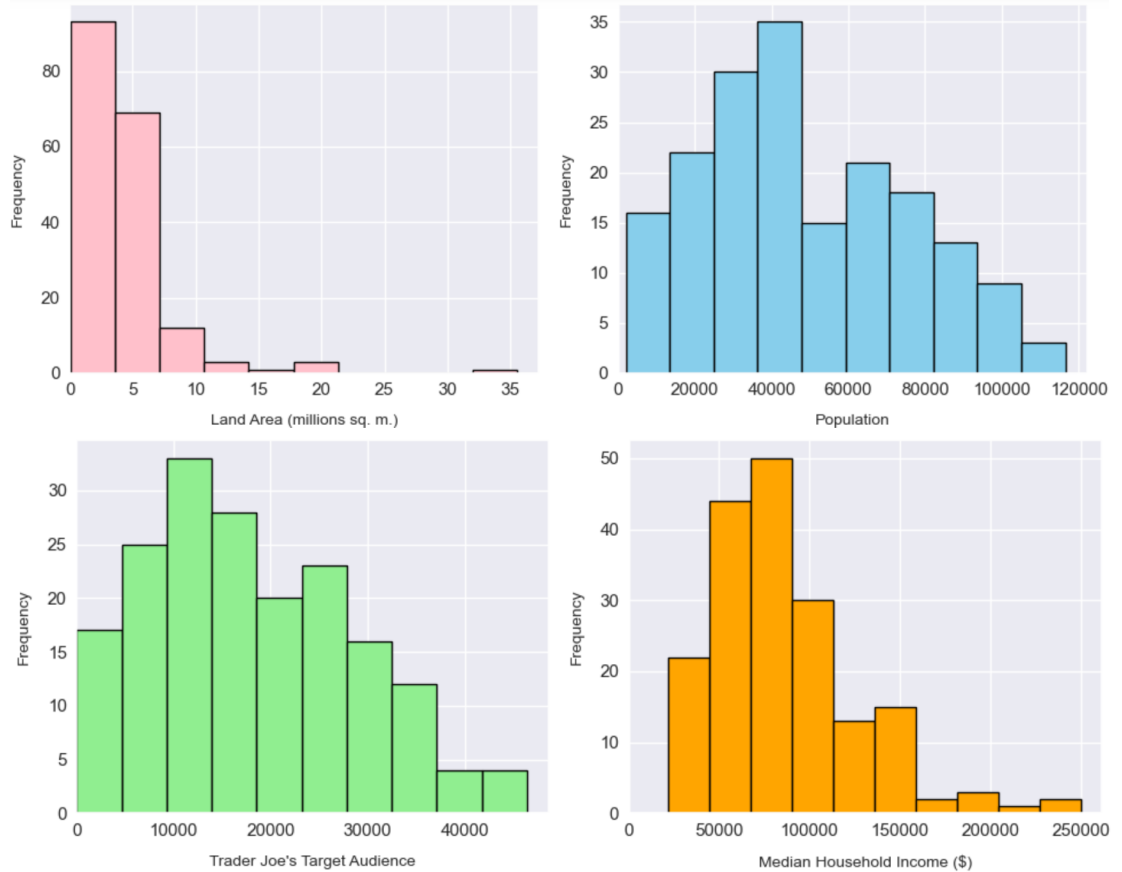 80
60
40
20
0
Frequency
0 5 10 15 20 25 30 35
Land Area (millions sq. m.)
35
30
25
20
15
10
5
0
Frequency
0 20000 40000 60000 80000 100000 120000
Population
30
25
20
15
10
5
0
Frequency
0 10000 20000 30000 40000
Trader Joe's Target Audience
50
40
30
20
10
0
Frequency
0 50000 100000 150000 200000 250000
Median Household Income ($)